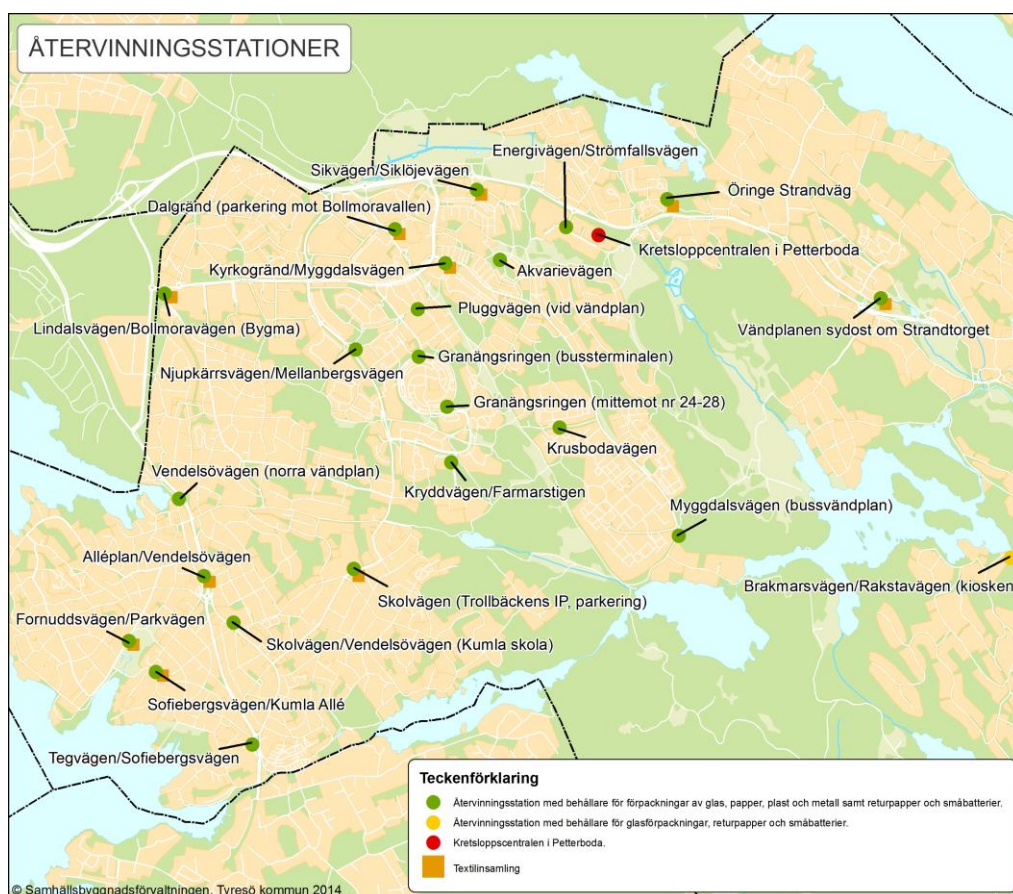 ÅTERVINNINGSSTATIONER
Energivägen/Strömfallsvägen
Sikvägen/Siklöjevägen
Öringe Strandväg
Dalgränd (parkering mot Bollmoravallen)
Kretsloppcentralen i Petterboda
Kyrkogränd/Myggdalsvägen
Akvarievägen
Pluggvägen (vid vändplan)
Lindalsvägen/Bollmoravägen (Bygma)
Vändplanen sydost om Strandtorget
Granängsringen (bussterminalen)
Njupkärrsvägen/Mellanbergsvägen
Granängsringen (mittemot nr 24-28)
Krusbodavägen
Vendelsövägen (norra vändplan)
Kryddvägen/Farmarstigen
Myggdalsvägen (bussvändplan)
Alléplan/Vendelsövägen
Brakmarsvägen/Rakstavägen (kiosken
Skolvägen (Trollbäckens IP, parkering)
Fornuddsvägen/Parkvägen
Skolvägen/Vendelsövägen (Kumla skola)
Sofiebergsvägen/Kumla Allé
Tegvägen/Sofiebergsvägen
Teckenförklaring
Återvinningsstation med behållare för förpackningar av glas, papper, plast och metall samt returpapper och småbatterier.
Återvinningsstation med behållare för glasförpackningar, returpapper och småbatterier.
Kretsloppscentralen i Petterboda.
Textilinsamling
© Samhällsbyggnadsförvaltningen, Tyresö kommun 2014